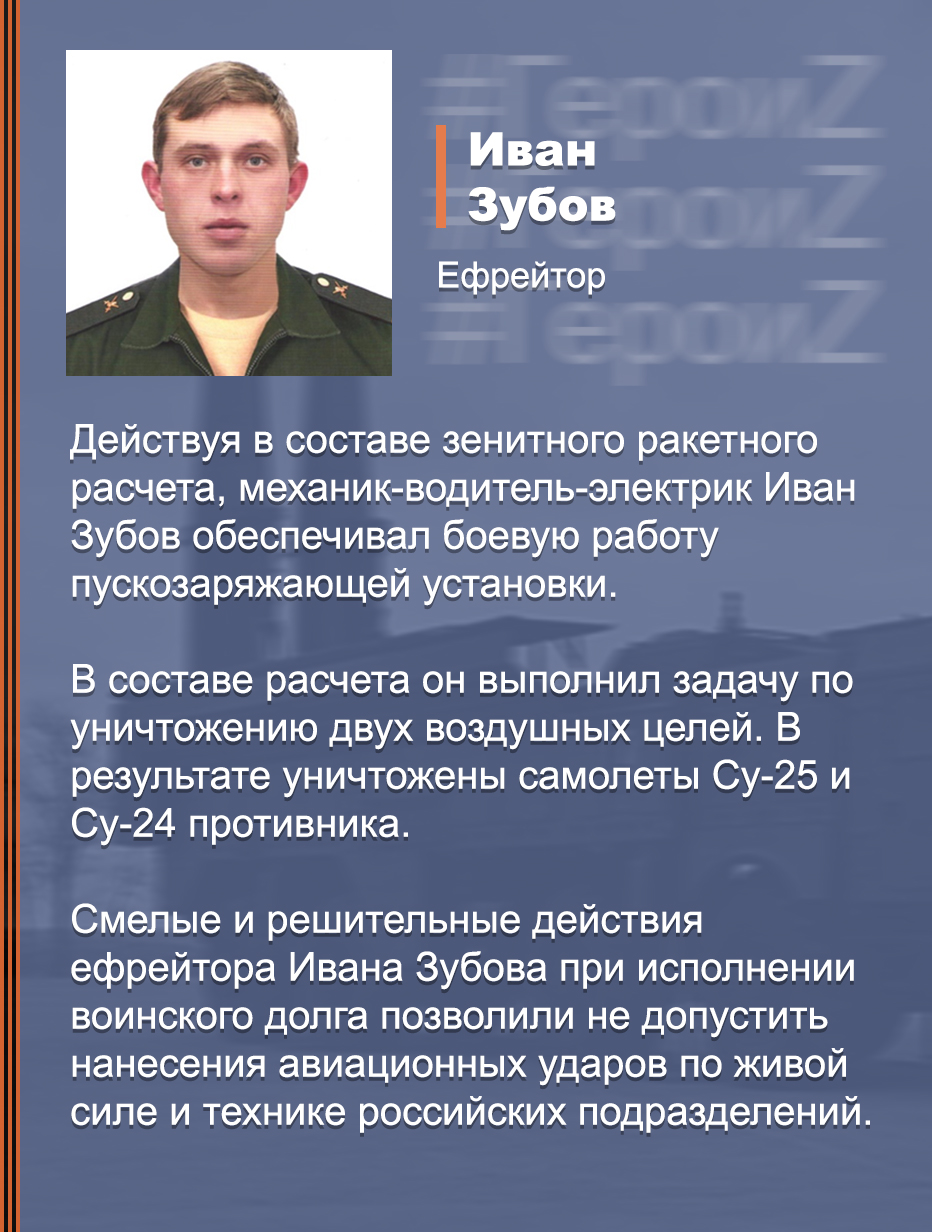 #ГероиZ
#ГероиZ
#ГероиZ
Иван
Зубов
Ефрейтор
Действуя в составе зенитного ракетного
расчета, механик-водитель-электрик Иван
Зубов обеспечивал боевую работу
пускозаряжающей установки.
В составе расчета он выполнил задачу по
уничтожению двух воздушных целей. В
результате уничтожены самолеты Су-25 и
Су-24 противника.
Смелые и решительные действия
ефрейтора Ивана Зубова при исполнении
воинского долга позволили не допустить
нанесения авиационных ударов по живой
силе и технике российских подразделений.